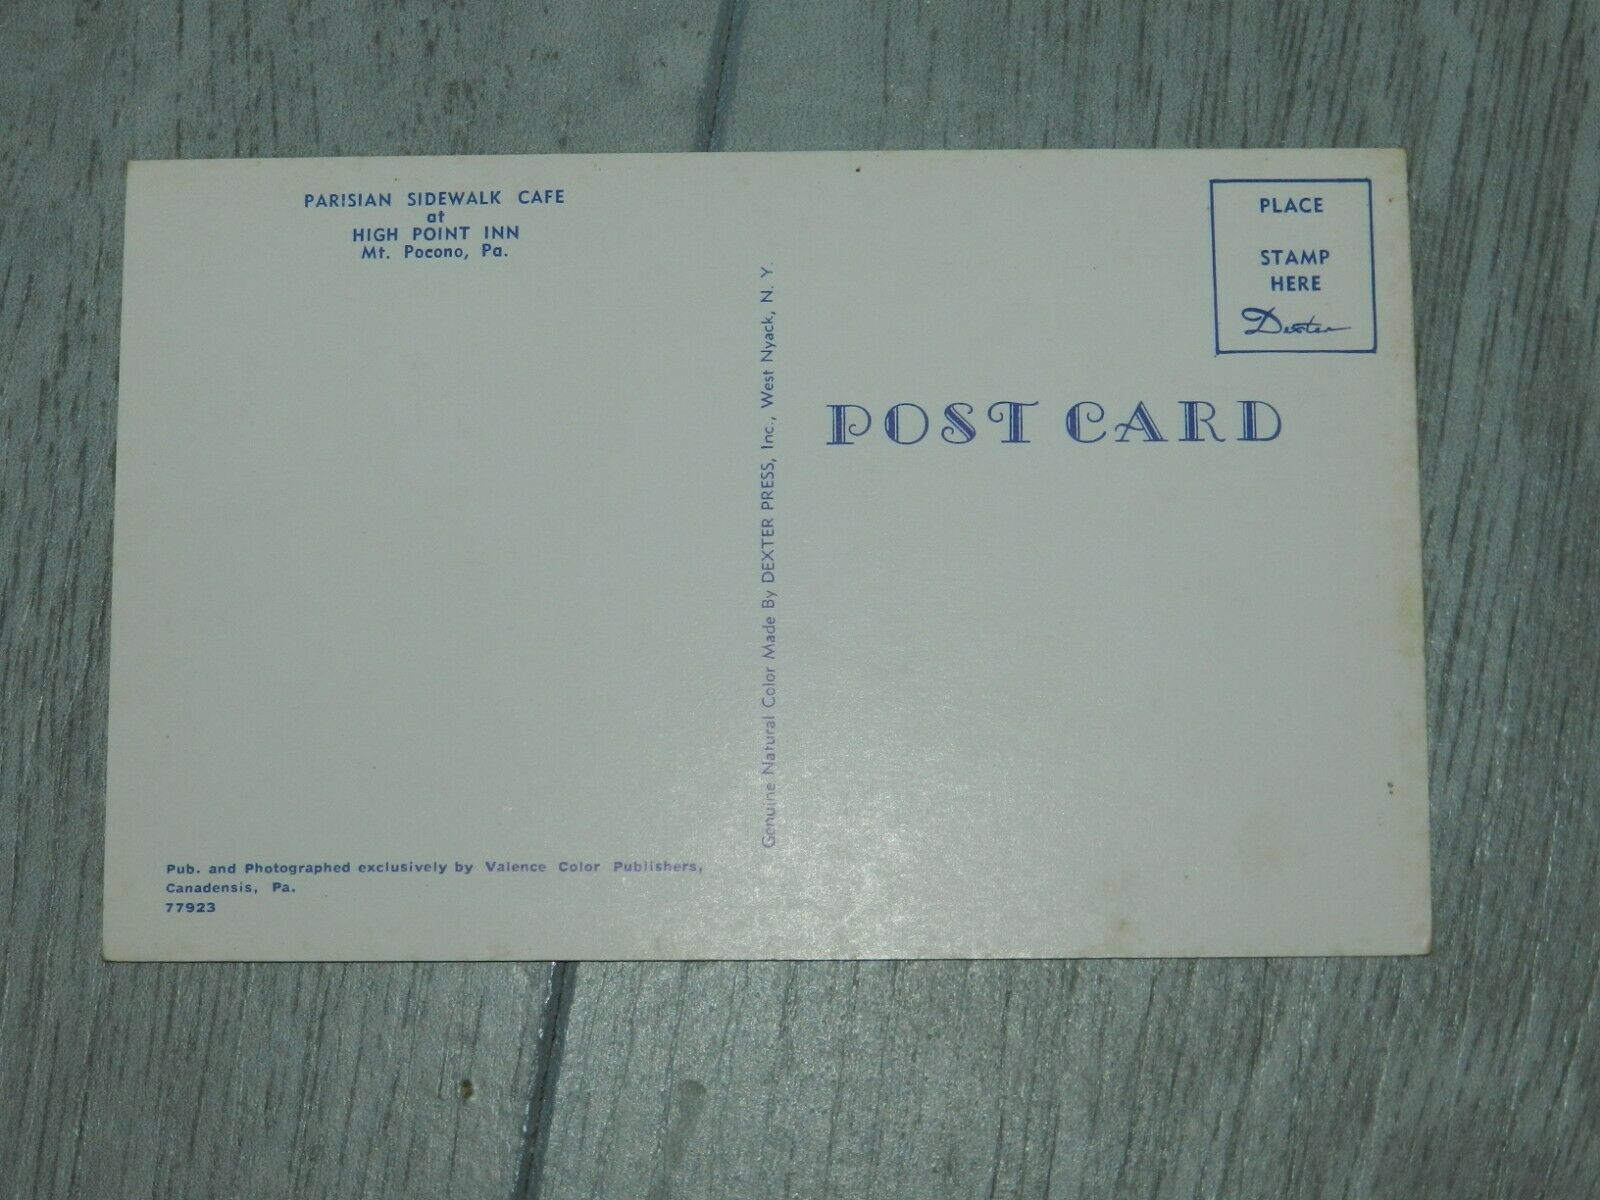 PARISIAN SIDEWALK CAFE
at
HIGH POINT INN
Mt. Pocono, Pa.
Pub. and Photographed exclusively by Valence Color Publishers,
Canadensis, Pa.
77923
Genuine Natural Color Made By DEXTER PRESS, Inc., West Nyack, N. Y.
PLACE
STAMP
HERE
Dexter
POST CARD